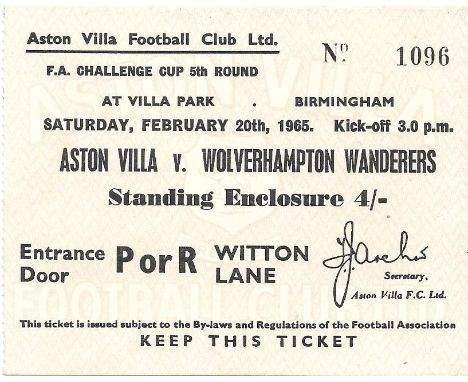 Aston Villa Football Club Ltd.
Nº 1096
F.A. CHALLENGE CUP 5th ROUND
AT VILLA PARK . BIRMINGHAM
SATURDAY, FEBRUARY 20th, 1965. Kick-off 3.0 p.m.
ASTON VILLA v. WOLVERHAMPTON WANDERERS
Standing Enclosure 4/-
Entrance Door P or R WITTON LANE
Secretary,
Aston Villa F.C. Ltd.
This ticket is issued subject to the By-laws and Regulations of the Football Association
KEEP THIS TICKET